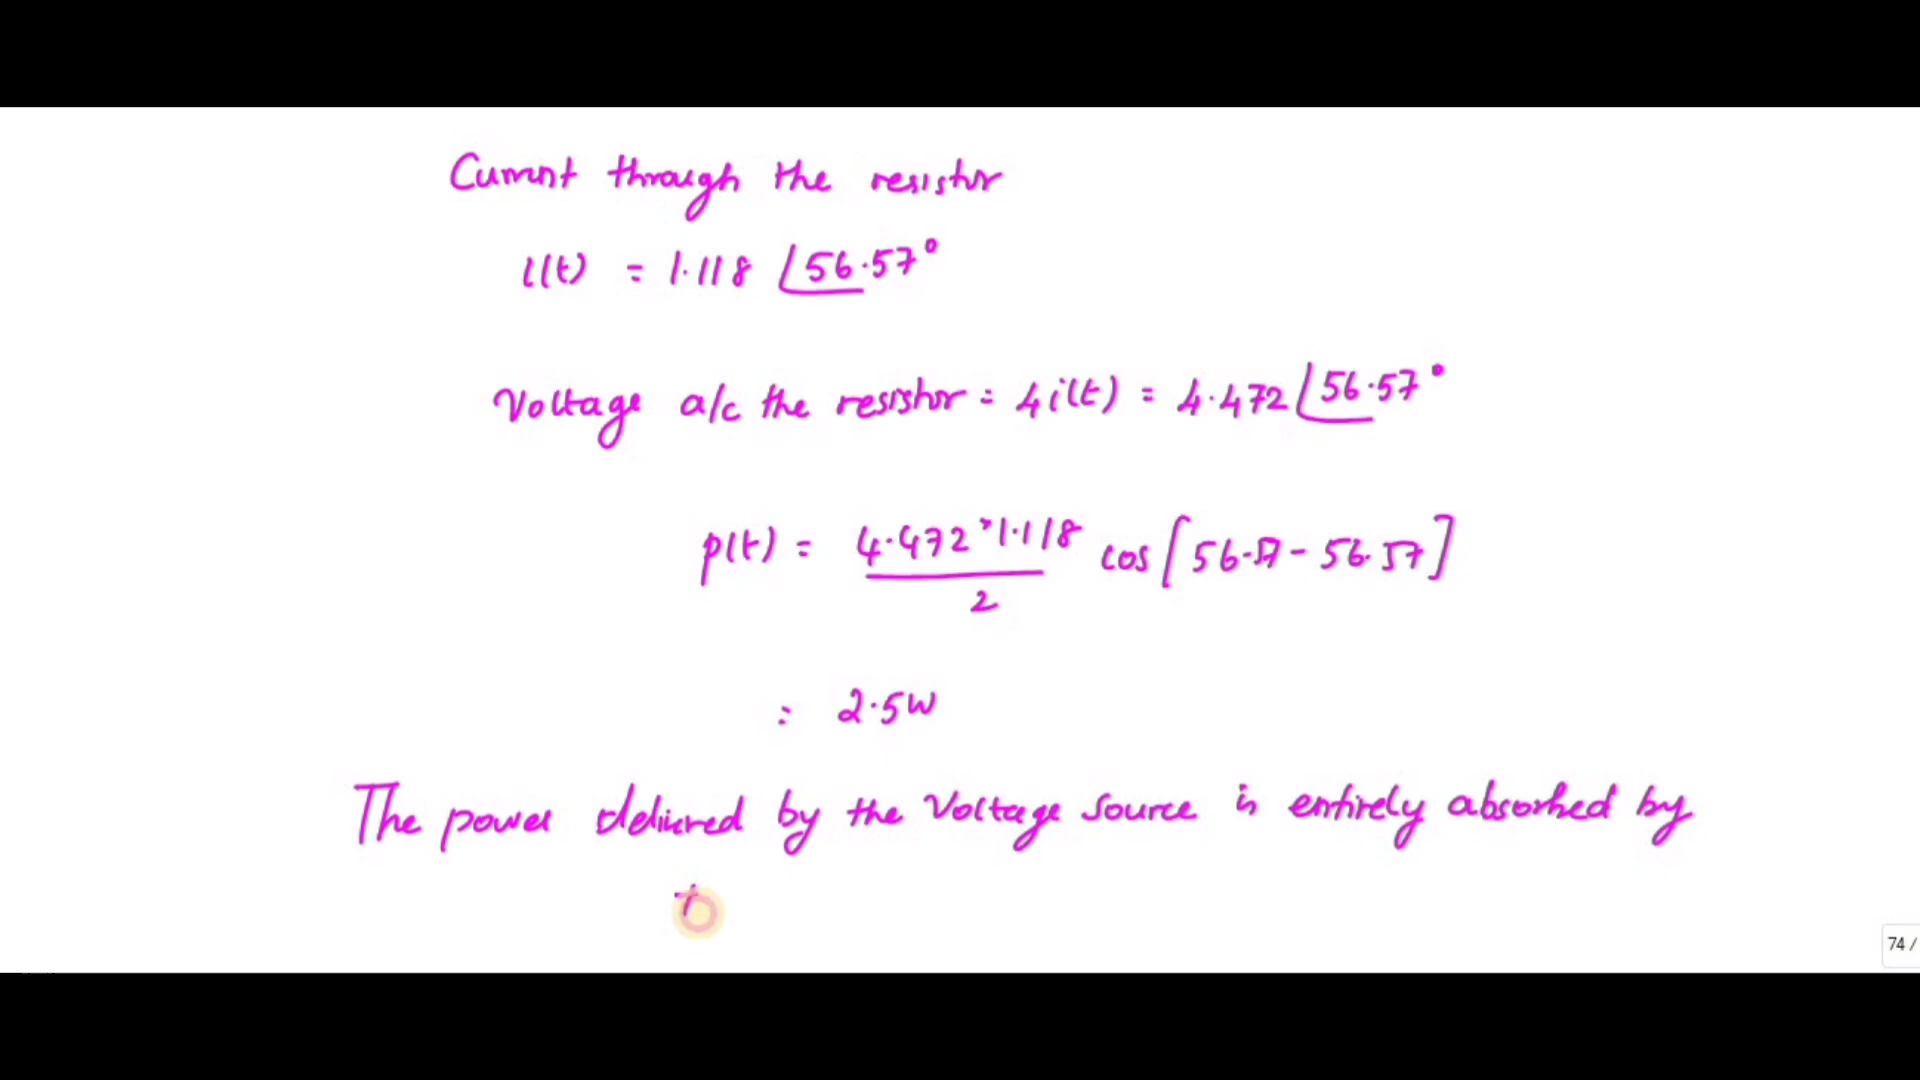 Current through the resistor
i(t) = 1.118 ∠56.57°
Voltage a/c the resistor = 4i(t) = 4.472 ∠56.57°
p(t) = 4.472*1.118 / 2 cos[56.57 - 56.57]
= 2.5W
The power delivered by the Voltage source is entirely absorbed by
t
74 /